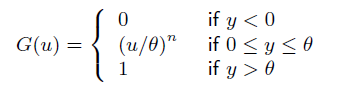 0 if y < 0
G(u) = { (u/θ)ⁿ if 0 ≤ y ≤ θ
1 if y > θ